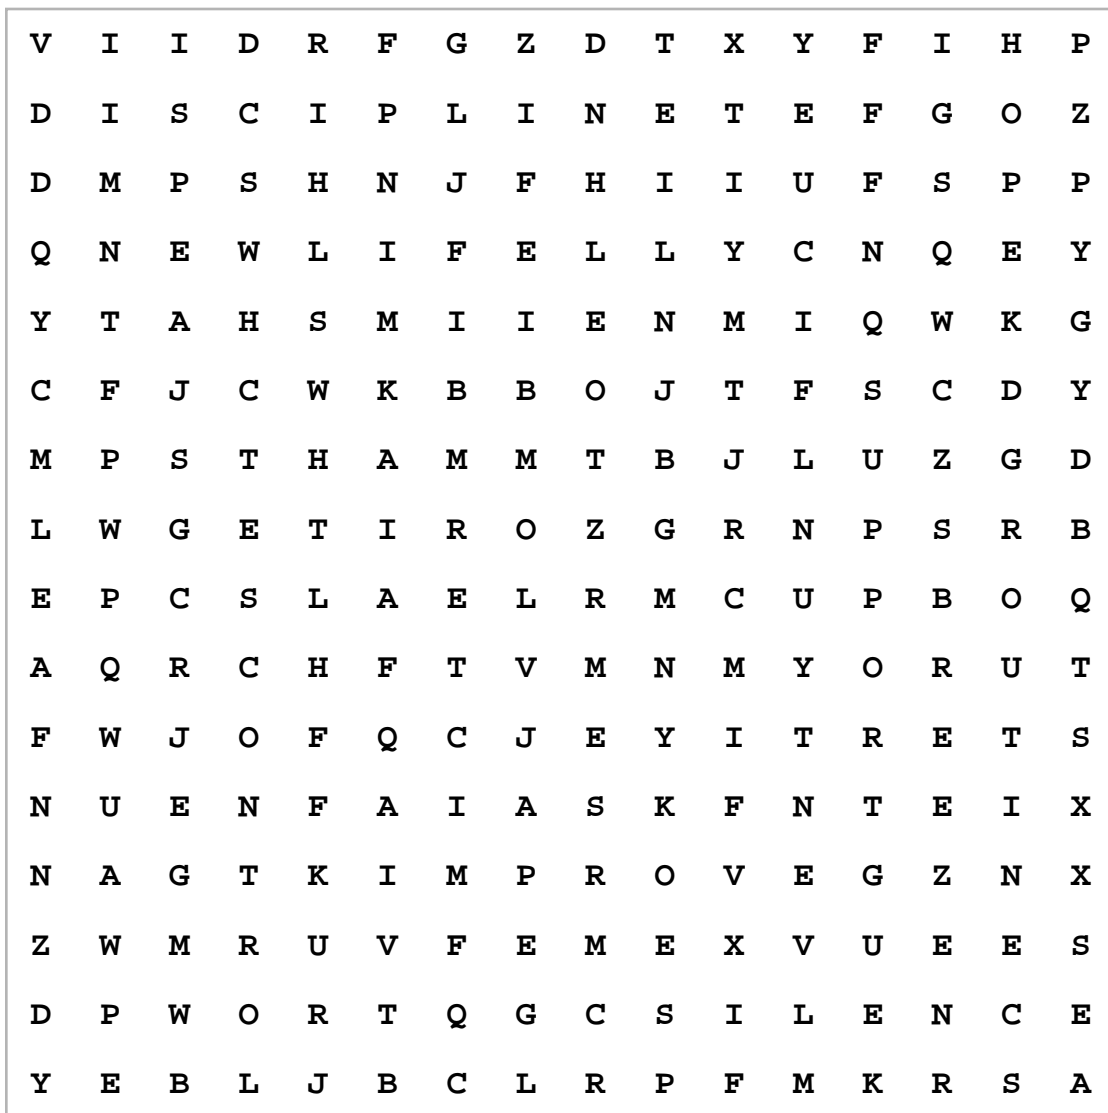 V I I D R F G Z D T X Y F I H P
D I S C I P L I N E T E F G O Z
D M P S H N J F H I I U F S P P
Q N E W L I F E L L Y C N Q E Y
Y T A H S M I I E N M I Q W K G
C F J C W K B B O J T F S C D Y
M P S T H A M M T B J L U Z G D
L W G E T I R O Z G R N P S R B
E P C S L A E L R M C U P B O Q
A Q R C H F T V M N M Y O R U T
F W J O F Q C J E Y I T R E T S
N U E N F A I A S K F N T E I X
N A G T K I M P R O V E G Z N X
Z W M R U V F E M E X V U E E S
D P W O R T Q G C S I L E N C E
Y E B L J B C L R P F M K R S A